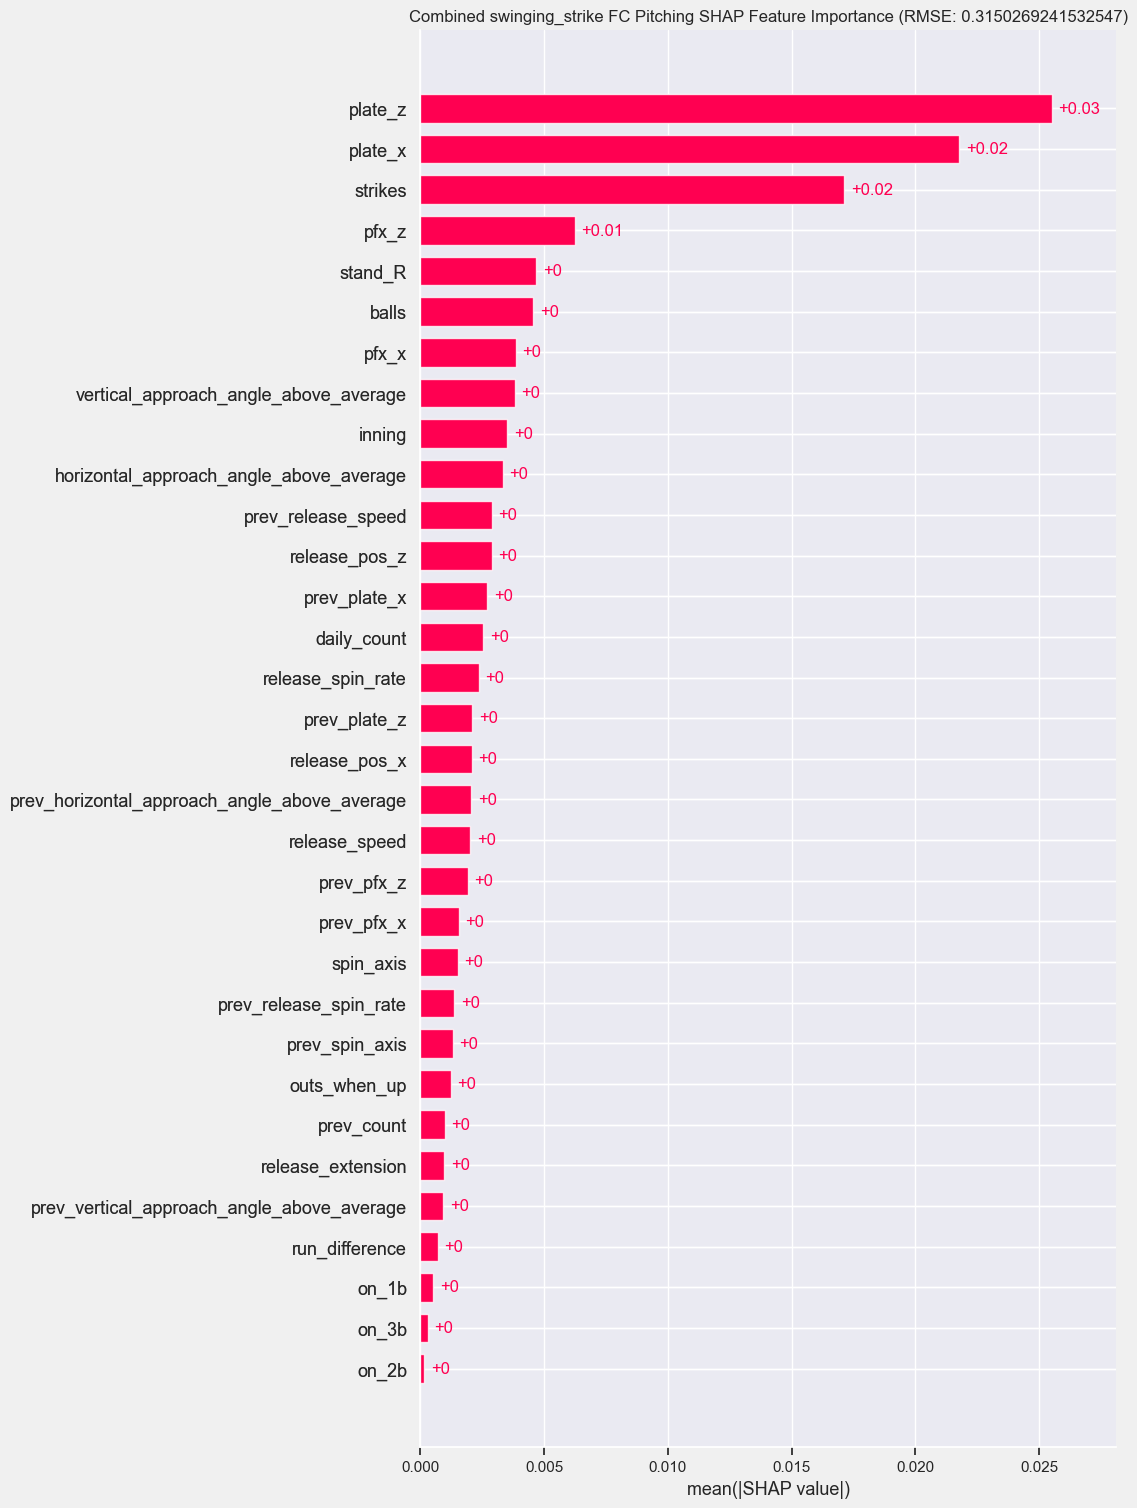 Combined swinging_strike FC Pitching SHAP Feature Importance (RMSE: 0.3150269241532547)
plate_z +0.03
plate_x +0.02
strikes +0.02
pfx_z +0.01
stand_R +0
balls +0
pfx_x +0
vertical_approach_angle_above_average +0
inning +0
horizontal_approach_angle_above_average +0
prev_release_speed +0
release_pos_z +0
prev_plate_x +0
daily_count +0
release_spin_rate +0
prev_plate_z +0
release_pos_x +0
prev_horizontal_approach_angle_above_average +0
release_speed +0
prev_pfx_z +0
prev_pfx_x +0
spin_axis +0
prev_release_spin_rate +0
prev_spin_axis +0
outs_when_up +0
prev_count +0
release_extension +0
prev_vertical_approach_angle_above_average +0
run_difference +0
on_1b +0
on_3b +0
on_2b +0
0.000 0.005 0.010 0.015 0.020 0.025
mean(|SHAP value|)